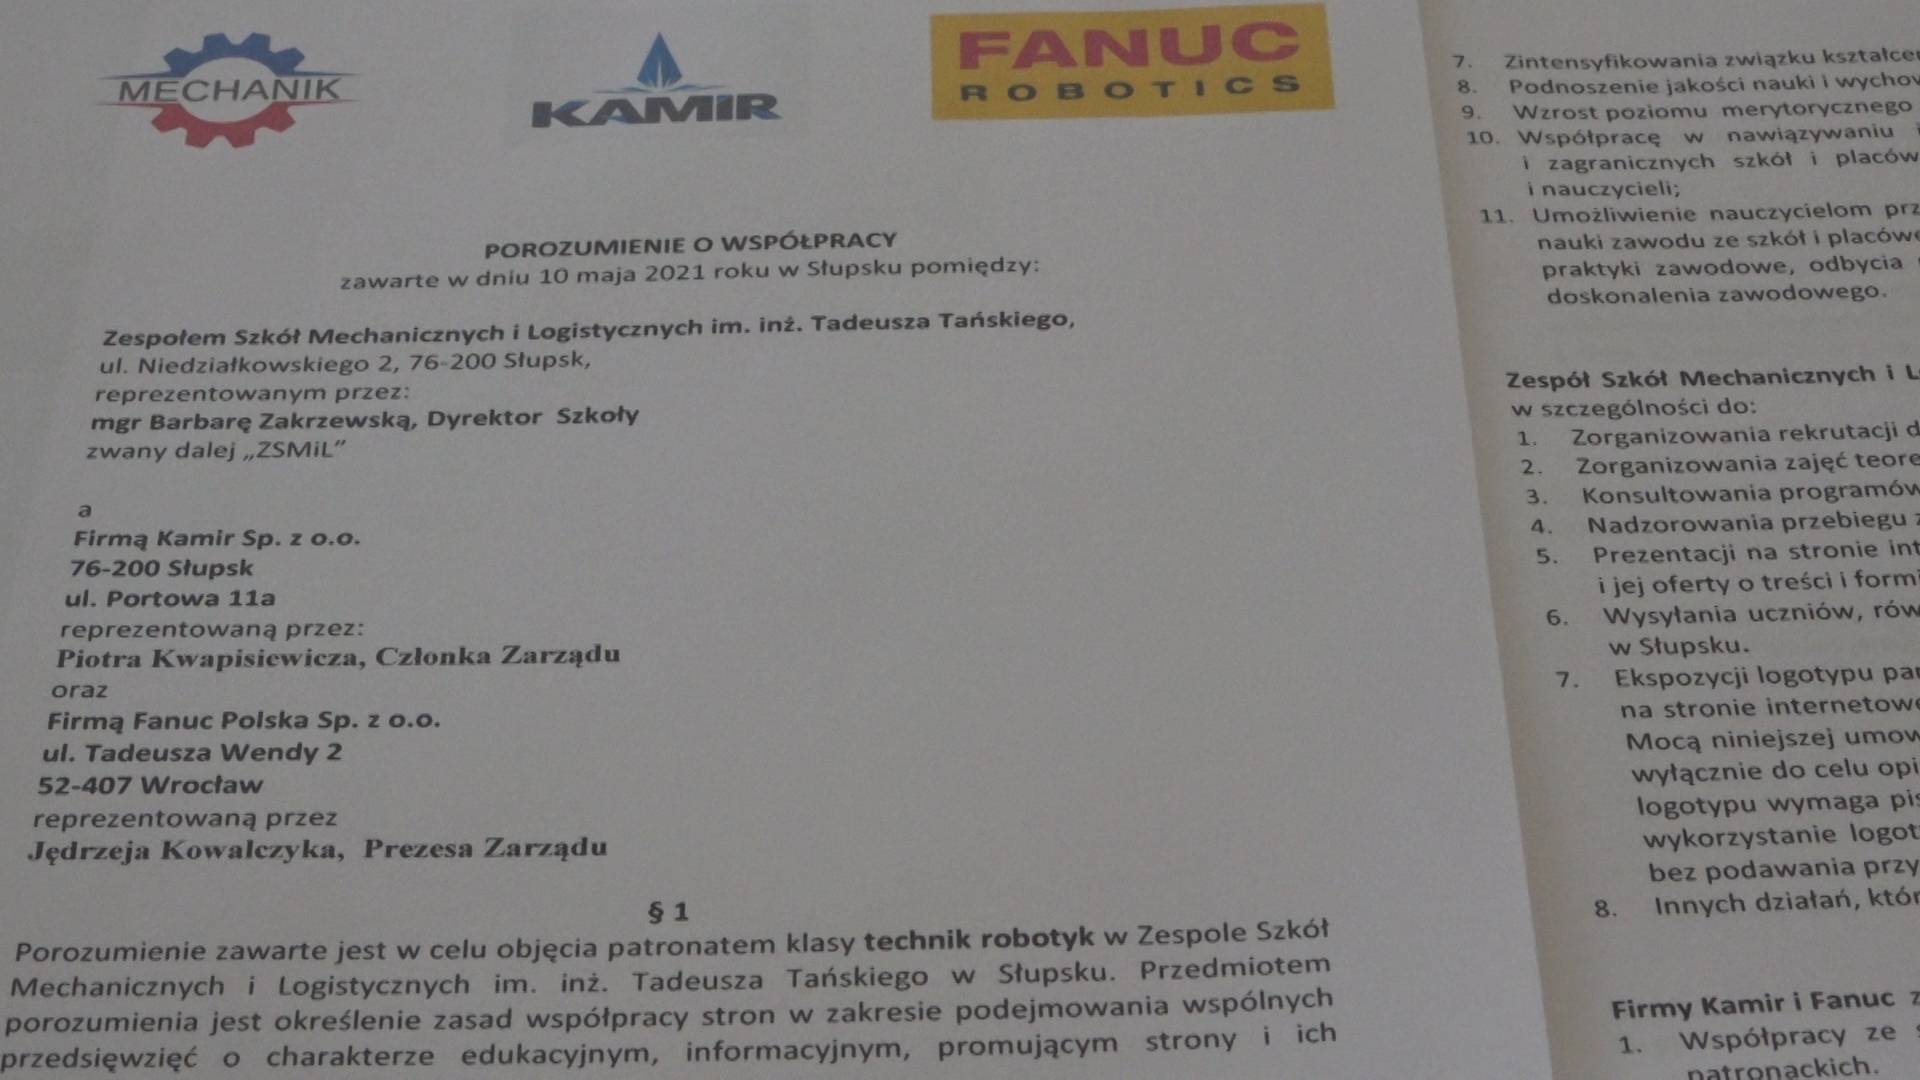 MECHANIK
KAMIR
FANUC
ROBOTICS
POROZUMIENIE O WSPÓŁPRACY
zawarte w dniu 10 maja 2021 roku w Słupsku pomiędzy:
Zespołem Szkół Mechanicznych i Logistycznych im. inż. Tadeusza Tańskiego,
ul. Niedziałkowskiego 2, 76-200 Słupsk,
reprezentowanym przez:
mgr Barbarę Zakrzewską, Dyrektor Szkoły
zwany dalej „ZSMiL”
a
Firmą Kamir Sp. z o.o.
76-200 Słupsk
ul. Portowa 11a
reprezentowaną przez:
Piotra Kwapisiewicza, Członka Zarządu
oraz
Firmą Fanuc Polska Sp. z o.o.
ul. Tadeusza Wendy 2
52-407 Wrocław
reprezentowaną przez
Jędrzeja Kowalczyka, Prezesa Zarządu
§ 1
Porozumienie zawarte jest w celu objęcia patronatem klasy technik robotyk w Zespole Szkół
Mechanicznych i Logistycznych im. inż. Tadeusza Tańskiego w Słupsku. Przedmiotem
porozumienia jest określenie zasad współpracy stron w zakresie podejmowania wspólnych
przedsięwzięć o charakterze edukacyjnym, informacyjnym, promującym strony i ich
7. Zintensyfikowania związku
8. Podnoszenie jakości nauki i
9. Wzrost poziomu merytorycznego
10. Współpracę w nawiązywaniu
i zagranicznych szkół i
i nauczycieli;
11. Umożliwienie nauczycielom
nauki zawodu ze szkół i
praktyki zawodowe, odbycia
doskonalenia zawodowego.
Zespół Szkół Mechanicznych i
w szczególności do:
1. Zorganizowania rekrutacji
2. Zorganizowania zajęć
3. Konsultowania programów
4. Nadzorowania przebiegu
5. Prezentacji na stronie
i jej oferty o treści i
6. Wysyłania uczniów,
w Słupsku.
7. Ekspozycji logotypu
na stronie
Mocą niniejszej
wyłącznie do celu
logotypu wymaga
wykorzystanie
bez podawania
8. Innych działań,
Firmy Kamir i Fanuc
1. Współpracy ze
patronackich.